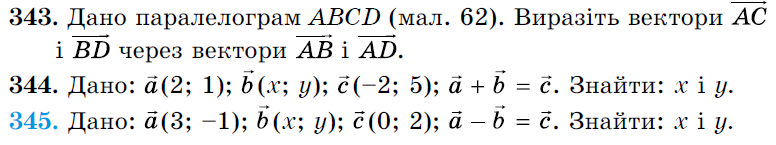 343. Дано паралелограм ABCD (мал. 62). Виразіть вектори $\overrightarrow{AC}$
і $\overrightarrow{BD}$ через вектори $\overrightarrow{AB}$ і $\overrightarrow{AD}$.
344. Дано: $\vec{a}$(2; 1); $\vec{b}$(x; y); $\vec{c}$(−2; 5); $\vec{a}$ + $\vec{b}$ = $\vec{c}$. Знайти: x і y.
345. Дано: $\vec{a}$(3; −1); $\vec{b}$(x; y); $\vec{c}$(0; 2); $\vec{a}$ − $\vec{b}$ = $\vec{c}$. Знайти: x і y.